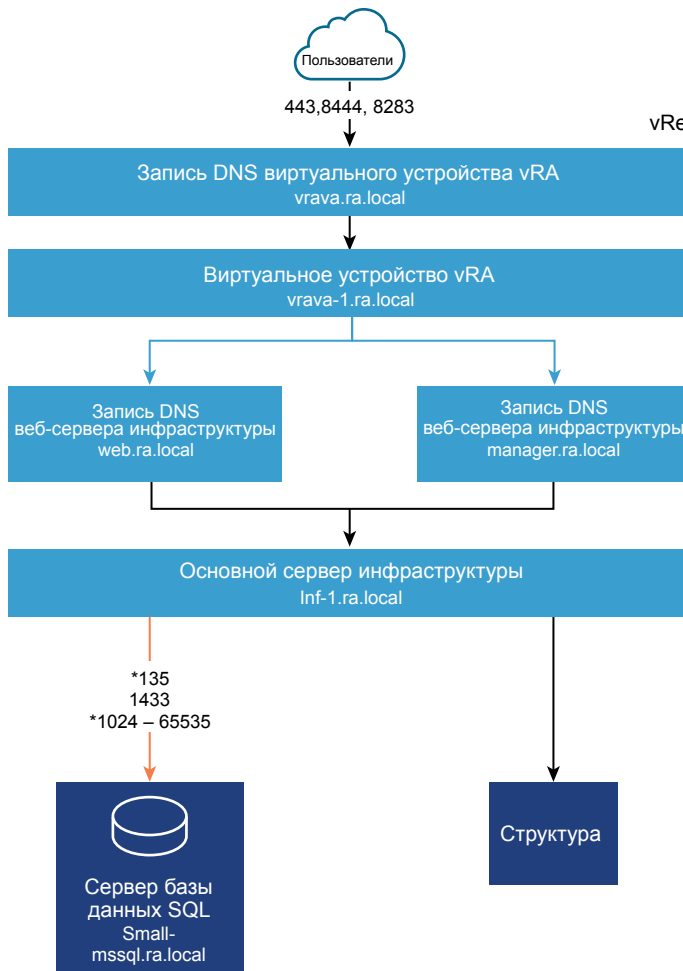 Пользователи
443,8444, 8283
vRe
Запись DNS виртуального устройства vRA
vrava.ra.local
Виртуальное устройство vRA
vrava-1.ra.local
Запись DNS
веб-сервера инфраструктуры
web.ra.local
Запись DNS
веб-сервера инфраструктуры
manager.ra.local
Основной сервер инфраструктуры
Inf-1.ra.local
*135
1433
*1024 – 65535
Сервер базы
данных SQL
Small-
mssql.ra.local
Структура